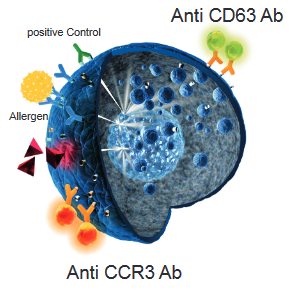 Anti CD63 Ab
positive Control
Allergen
Anti CCR3 Ab